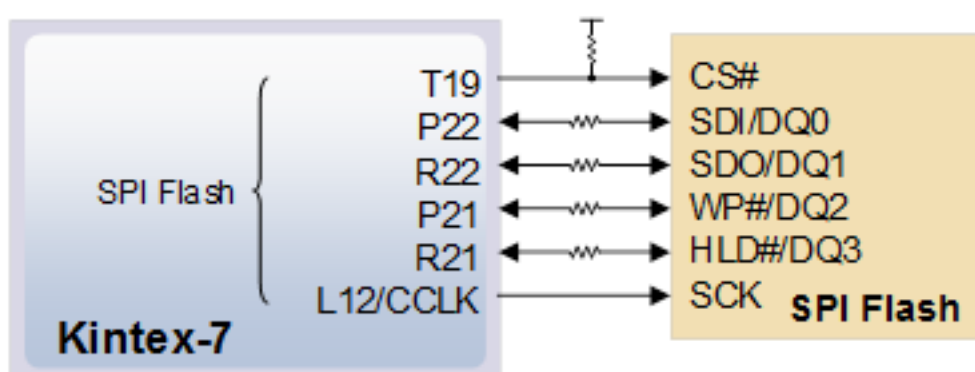 T19
CS#
P22
SDI/DQ0
R22
SDO/DQ1
SPI Flash
P21
WP#/DQ2
R21
HLD#/DQ3
L12/CCLK
SCK
SPI Flash
Kintex-7